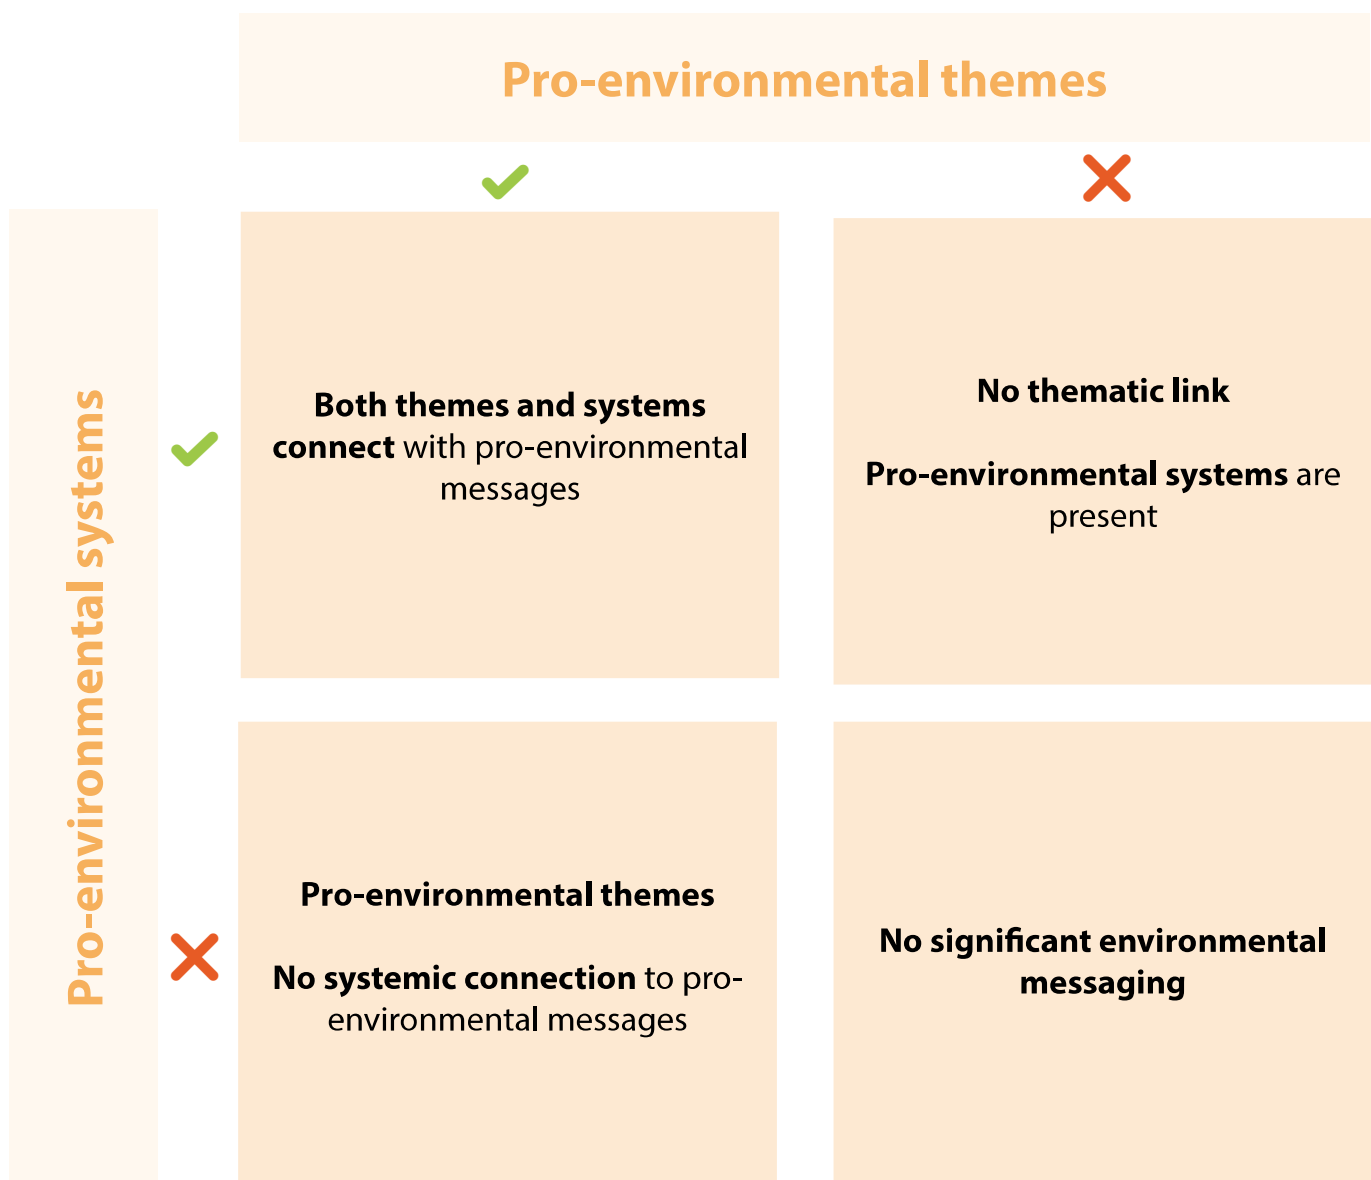 Pro-environmental themes
Pro-environmental systems
Both themes and systems
connect with pro-environmental
messages
No thematic link
Pro-environmental systems are
present
Pro-environmental themes
No systemic connection to pro-
environmental messages
No significant environmental
messaging